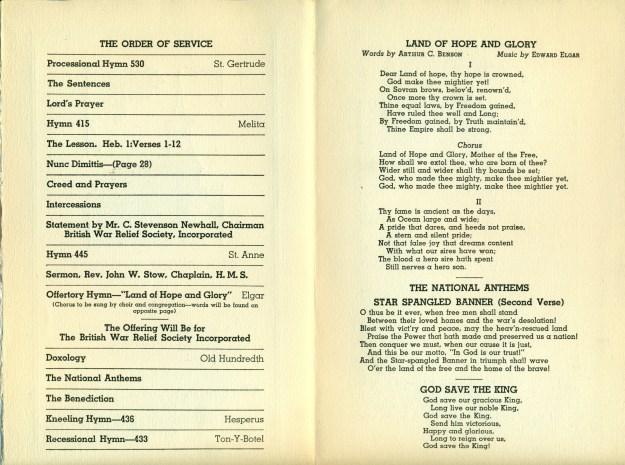 THE ORDER OF SERVICE
Processional Hymn 530 St. Gertrude
The Sentences
Lord's Prayer
Hymn 415 Melita
The Lesson. Heb. 1:Verses 1-12
Nunc Dimittis—(Page 28)
Creed and Prayers
Intercessions
Statement by Mr. C. Stevenson Newhall, Chairman
British War Relief Society, Incorporated
Hymn 445 St. Anne
Sermon, Rev. John W. Stow, Chaplain, H. M. S.
Offertory Hymn—"Land of Hope and Glory" Elgar
(Chorus to be sung by choir and congregation—words will be found on
opposite page)
The Offering Will Be for
The British War Relief Society Incorporated
Doxology Old Hundredth
The National Anthems
The Benediction
Kneeling Hymn—436 Hesperus
Recessional Hymn—433 Ton-Y-Botel
LAND OF HOPE AND GLORY
Words by ARTHUR C. BENSON Music by EDWARD ELGAR
I
Dear Land of hope, thy hope is crowned,
God make thee mightier yet!
On Sovran brows, belov'd, renown'd,
Once more thy crown is set.
Thine equal laws, by Freedom gained,
Have ruled thee well and Long;
By Freedom gained, by Truth maintain'd,
Thine Empire shall be strong.
Chorus
Land of Hope and Glory, Mother of the Free,
How shall we extol thee, who are born of thee?
Wider still and wider shall thy bounds be set;
God, who made thee mighty, make thee mightier yet,
God, who made thee mighty, make thee mightier yet.
II
Thy fame is ancient as the days,
As Ocean large and wide;
A pride that dares, and heeds not praise,
A stern and silent pride;
Not that false joy that dreams content
With what our sires have won;
The blood a hero sire hath spent
Still nerves a hero son.
THE NATIONAL ANTHEMS
STAR SPANGLED BANNER (Second Verse)
O thus be it ever, when free men shall stand
Between their loved homes and the war's desolation!
Blest with vict'ry and peace, may the heav'n-rescued land
Praise the Power that hath made and preserved us a nation!
Then conquer we must, when our cause it is just,
And this be our motto, "In God is our trust!"
And the Star-spangled Banner in triumph shall wave
O'er the land of the free and the home of the brave!
GOD SAVE THE KING
God save our gracious King,
Long live our noble King,
God save the King.
Send him victorious,
Happy and glorious,
Long to reign over us,
God save the King!